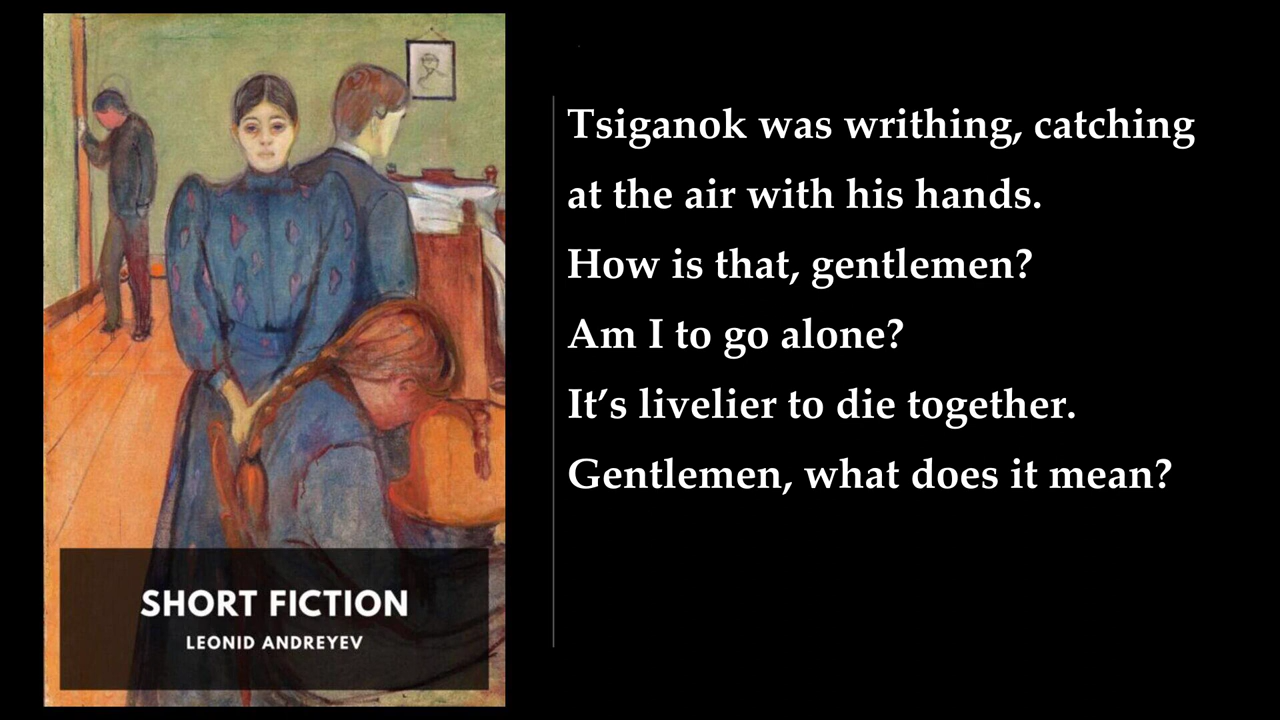 SHORT FICTION
LEONID ANDREYEV
Tsiganok was writhing, catching
at the air with his hands.
How is that, gentlemen?
Am I to go alone?
It’s livelier to die together.
Gentlemen, what does it mean?